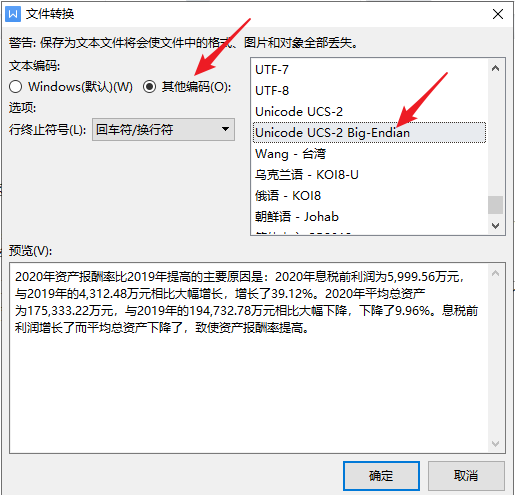 文件转换
警告: 保存为文本文件将会使文件中的格式、图片和对象全部丢失。
文本编码:
Windows(默认)(W)
其他编码(O):
选项:
行终止符号(L):
回车符/换行符
UTF-7
UTF-8
Unicode UCS-2
Unicode UCS-2 Big-Endian
Wang - 台湾
乌克兰语 - KOI8-U
俄语 - KOI8
朝鲜语 - Johab
预览(V):
2020年资产报酬率比2019年提高的主要原因是：2020年息税前利润为5,999.56万元，
与2019年的4,312.48万元相比大幅增长，增长了39.12%。2020年平均总资产
为175,333.22万元，与2019年的194,732.78万元相比大幅下降，下降了9.96%。息税前
利润增长了而平均总资产下降了，致使资产报酬率提高。
确定
取消